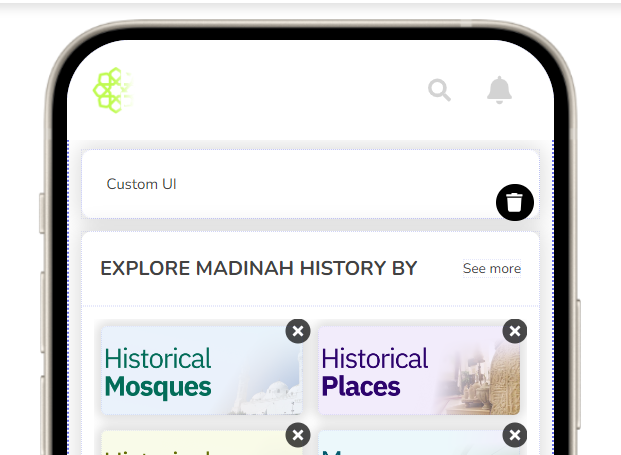 Custom UI
EXPLORE MADINAH HISTORY BY
See more
Historical
Mosques
Historical
Places